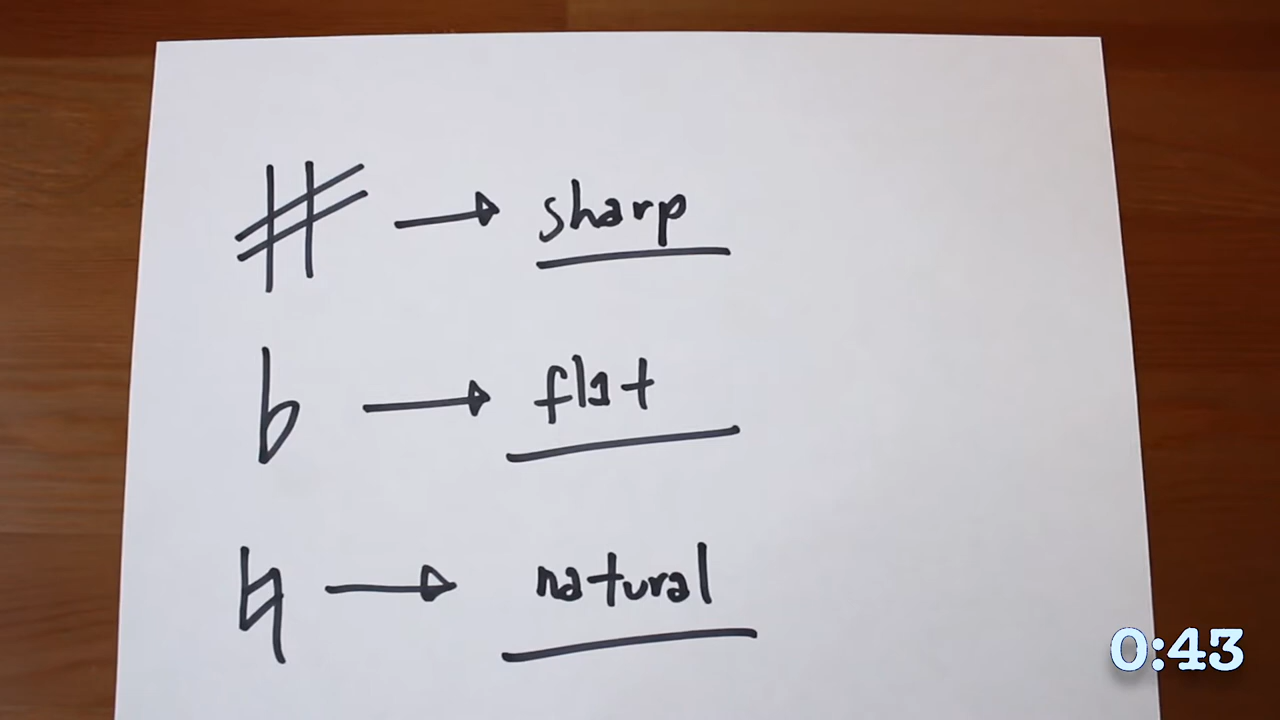 ♯ → sharp
♭ → flat
♮ → natural
0:43